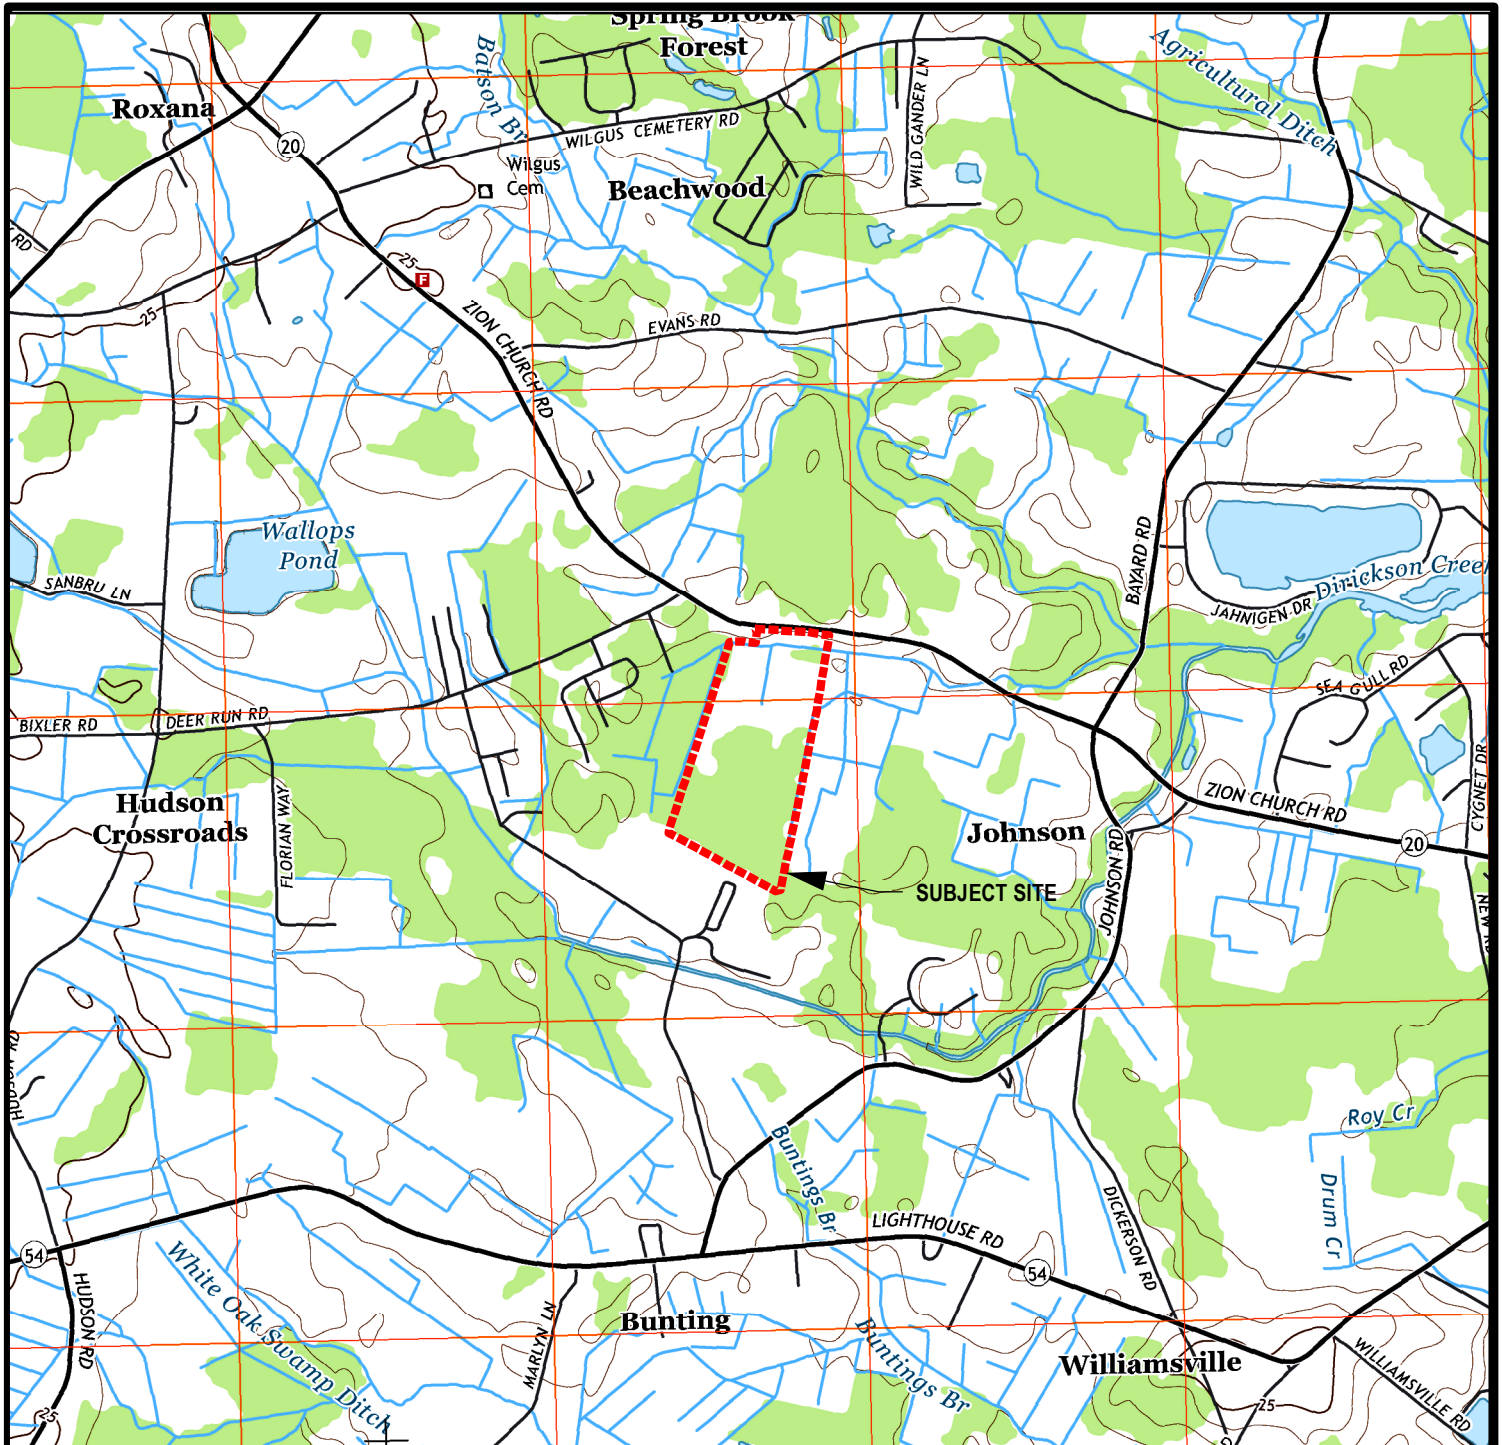 Spring Brook
Forest
Batson Br
Agricultural Ditch
Roxana
20
WILGUS CEMETERY RD
WILD GANDER LN
Wilgus
Cem
Beachwood
RD
25
F
25
ZION CHURCH RD
EVANS RD
Wallops
Pond
SANBRU LN
BAYARD RD
Dirickson Creek
JAHNIGEN DR
SEA GULL RD
BIXLER RD
DEER RUN RD
CYGNET DR
ZION CHURCH RD
Hudson
Crossroads
FLORIAN WAY
Johnson
20
JOHNSON RD
SUBJECT SITE
NEW RD
HUDSON RD
Roy Cr
Buntings Br
Drum Cr
DICKERSON RD
LIGHTHOUSE RD
54
54
White Oak Swamp Ditch
HUDSON RD
MARLYN LN
Bunting
Buntings Br
Williamsville
WILLIAMSVILLE RD
25
25